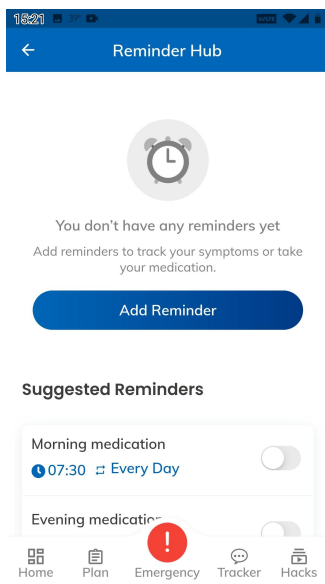 15:21 39°
Reminder Hub
You don't have any reminders yet
Add reminders to track your symptoms or take
your medication.
Add Reminder
Suggested Reminders
Morning medication
07:30 Every Day
Evening medication
Home Plan Emergency Tracker Hacks